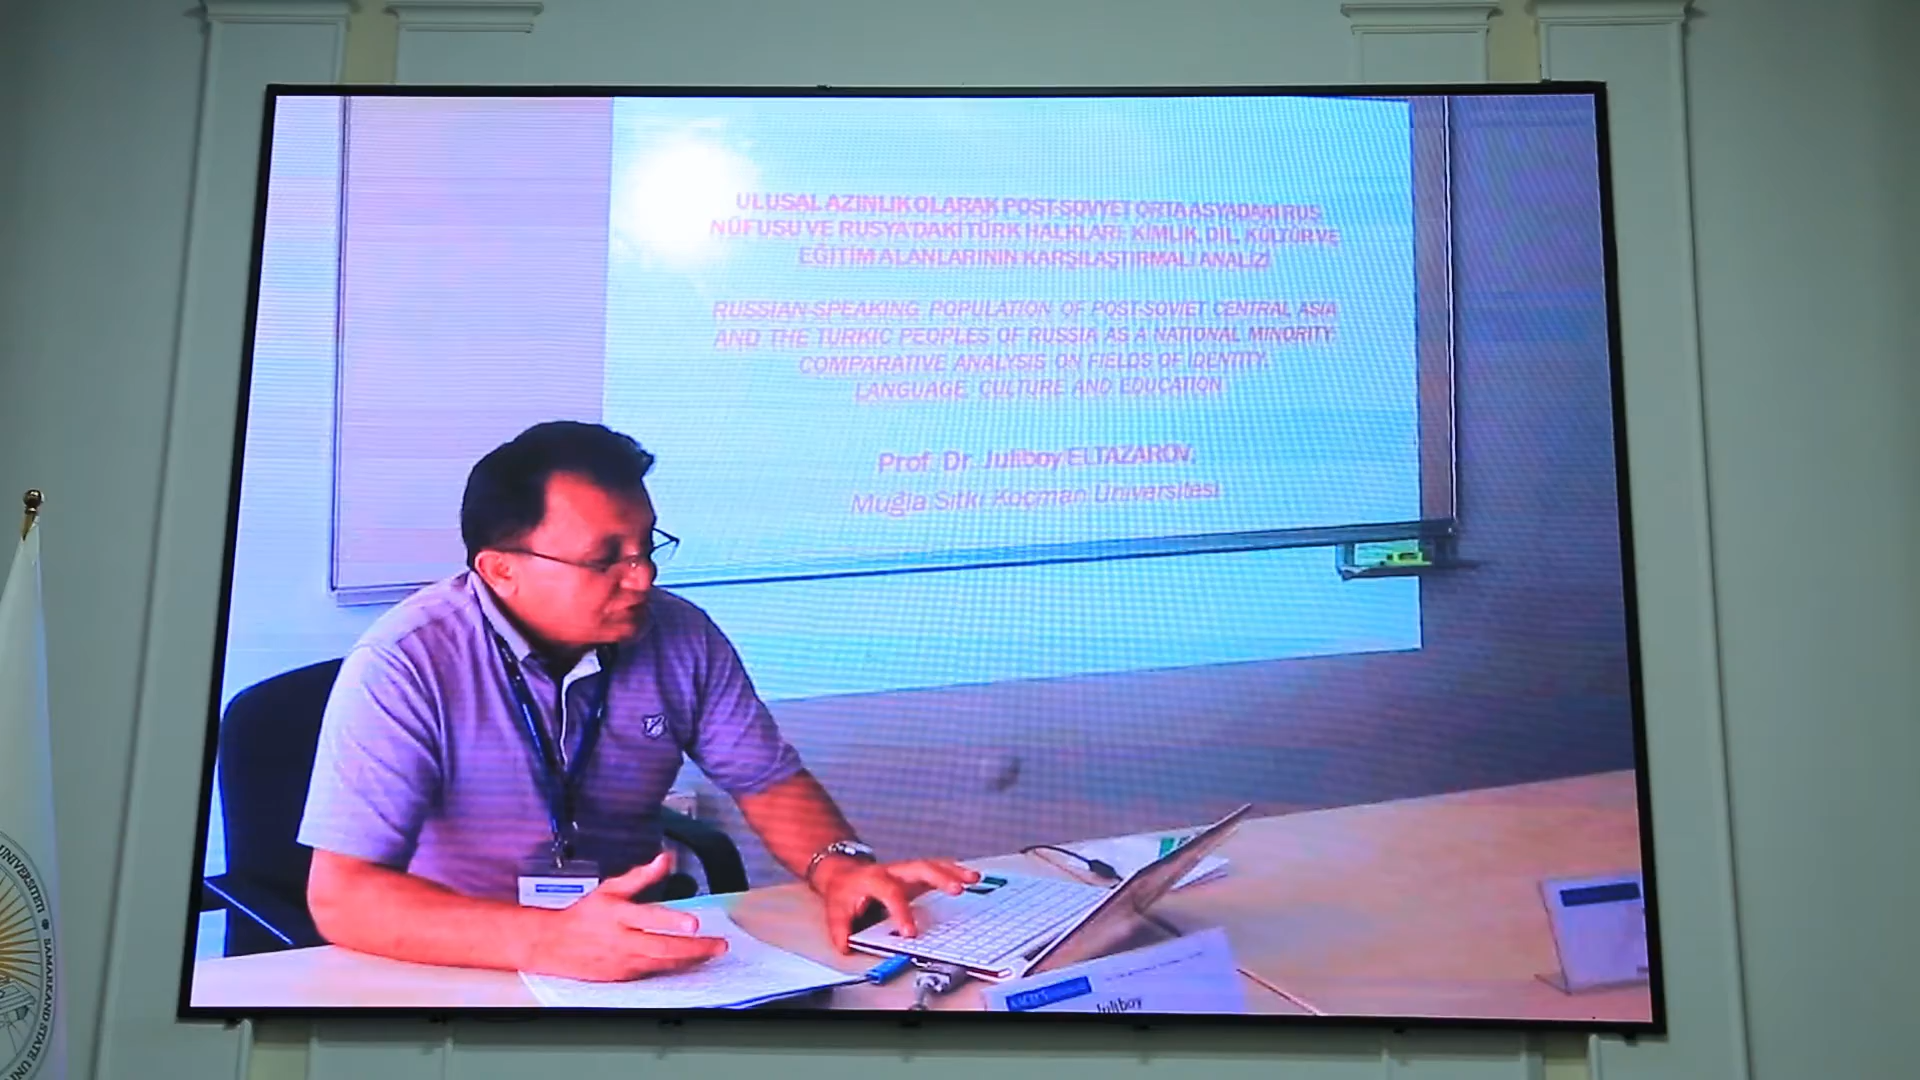 ULUSAL AZINLIK OLARAK POST-SOVYET ORTA ASYADAKİ RUS
NÜFUSU VE RUSYA'DAKİ TÜRK HALKLARI: KİMLİK, DİL, KÜLTÜR VE
EĞİTİM ALANLARININ KARŞILAŞTIRMALI ANALİZİ
RUSSIAN-SPEAKING POPULATION OF POST-SOVIET CENTRAL ASIA
AND THE TURKIC PEOPLES OF RUSSIA AS A NATIONAL MINORITY:
COMPARATIVE ANALYSIS ON FIELDS OF IDENTITY,
LANGUAGE, CULTURE AND EDUCATION
Prof. Dr. Juliboy ELTAZAROV,
Muğla Sıtkı Koçman Üniversitesi
Juliboy
UNIVERSITETI
SAMARKAND STATE